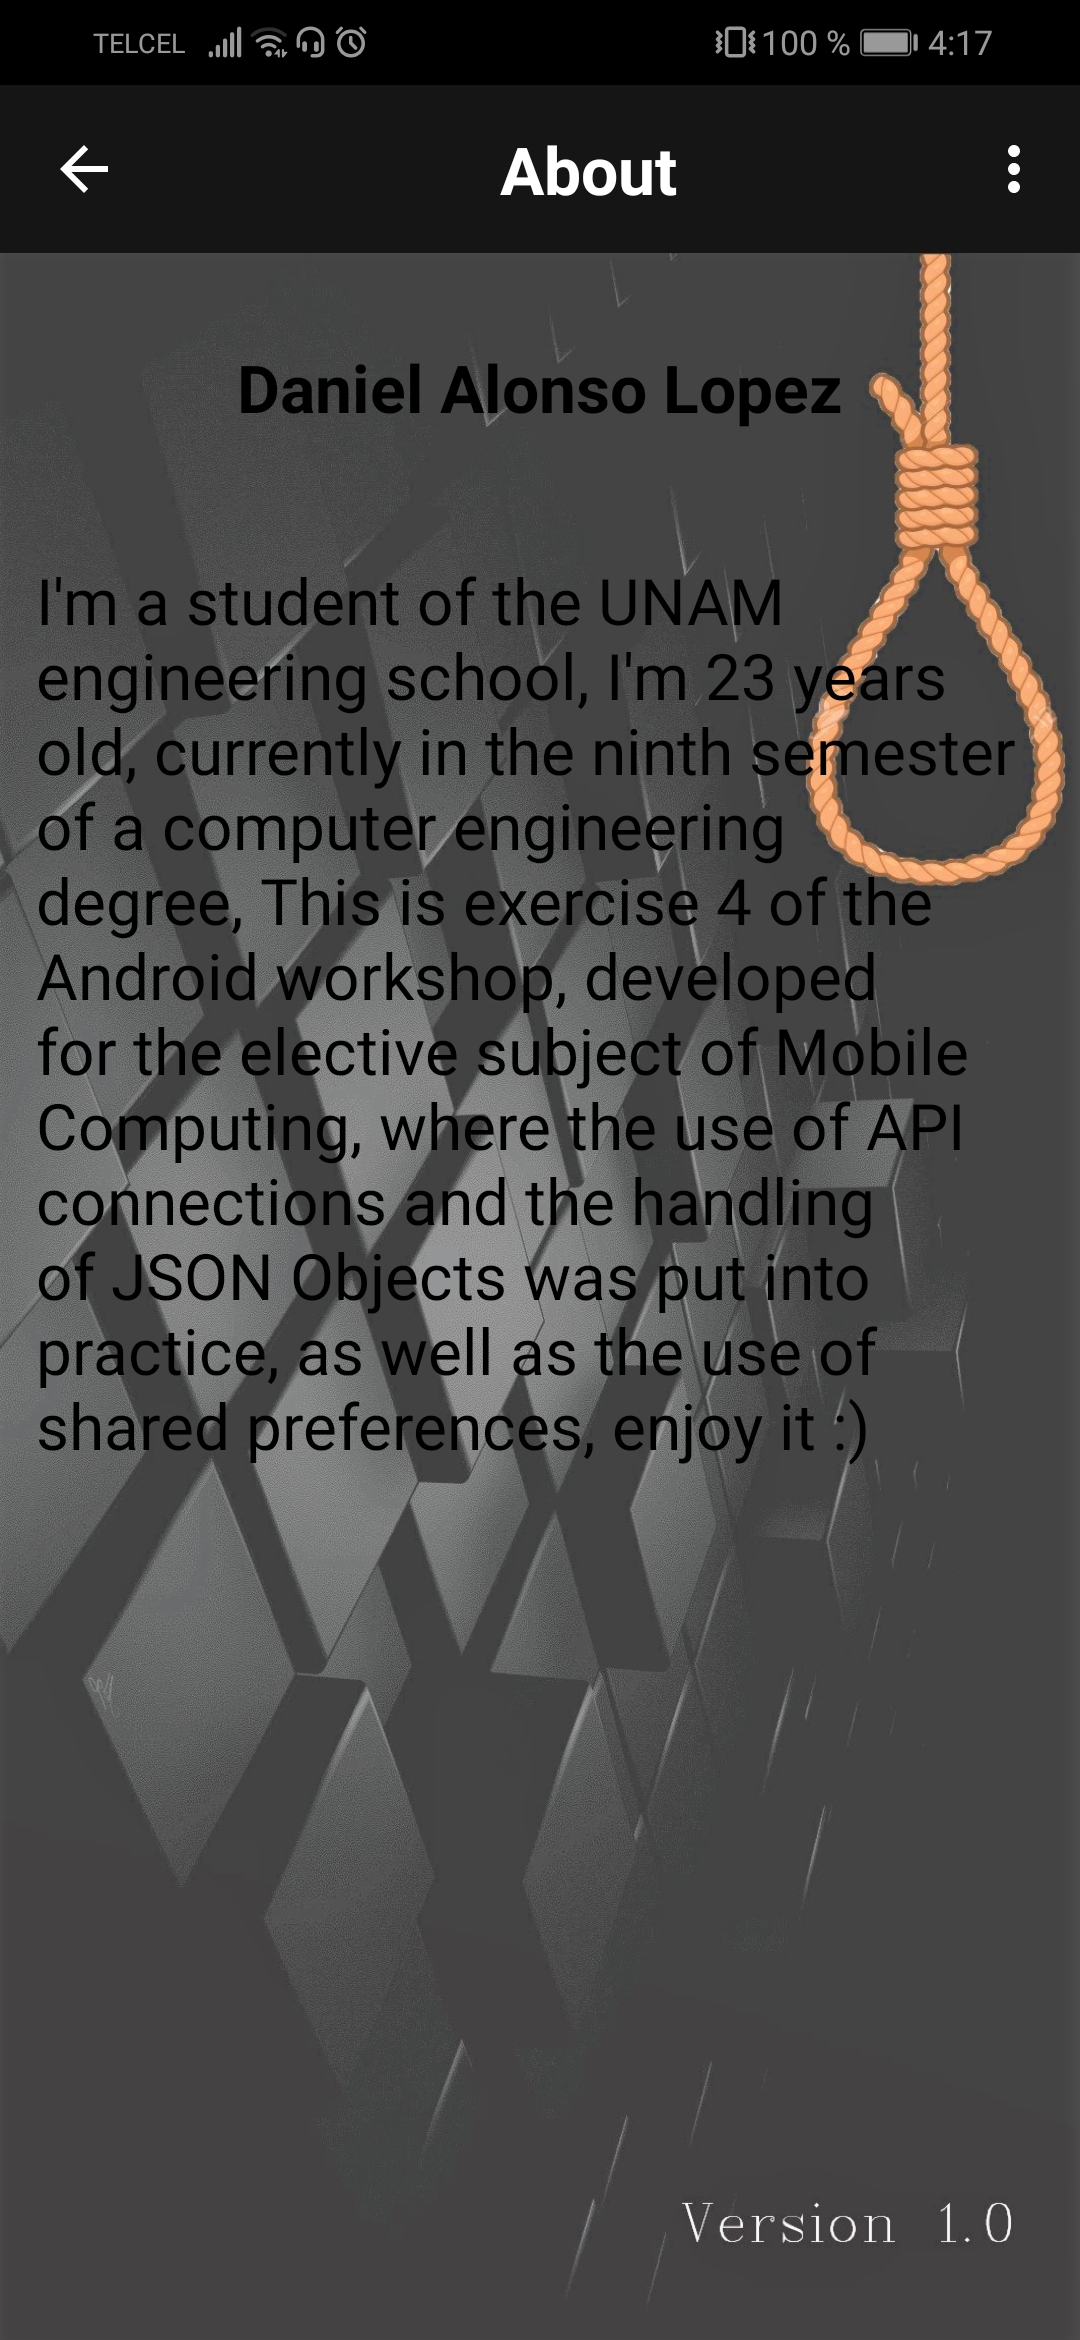 TELCEL 100 % 4:17
About
Daniel Alonso Lopez
I'm a student of the UNAM
engineering school, I'm 23 years
old, currently in the ninth semester
of a computer engineering
degree, This is exercise 4 of the
Android workshop, developed
for the elective subject of Mobile
Computing, where the use of API
connections and the handling
of JSON Objects was put into
practice, as well as the use of
shared preferences, enjoy it :)
Version 1.0